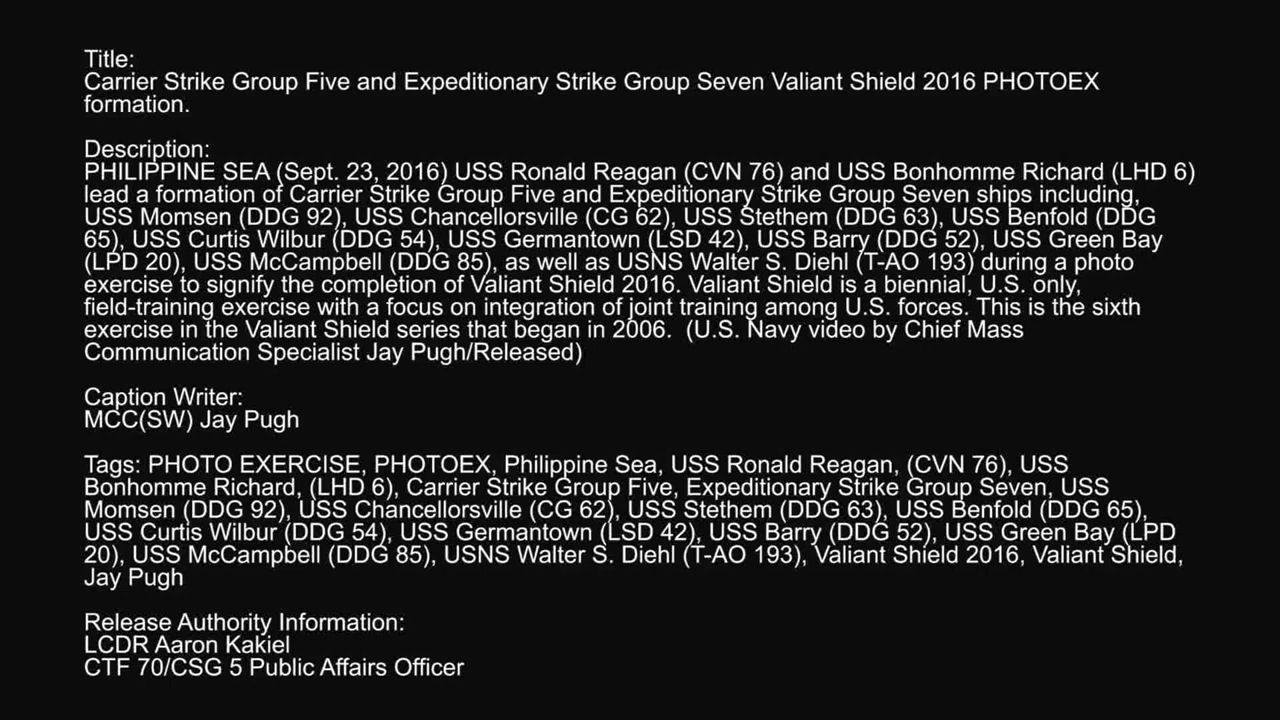 Title:
Carrier Strike Group Five and Expeditionary Strike Group Seven Valiant Shield 2016 PHOTOEX
formation.
Description:
PHILIPPINE SEA (Sept. 23, 2016) USS Ronald Reagan (CVN 76) and USS Bonhomme Richard (LHD 6)
lead a formation of Carrier Strike Group Five and Expeditionary Strike Group Seven ships including,
USS Momsen (DDG 92), USS Chancellorsville (CG 62), USS Stethem (DDG 63), USS Benfold (DDG
65), USS Curtis Wilbur (DDG 54), USS Germantown (LSD 42), USS Barry (DDG 52), USS Green Bay
(LPD 20), USS McCampbell (DDG 85), as well as USNS Walter S. Diehl (T-AO 193) during a photo
exercise to signify the completion of Valiant Shield 2016. Valiant Shield is a biennial, U.S. only,
field-training exercise with a focus on integration of joint training among U.S. forces. This is the sixth
exercise in the Valiant Shield series that began in 2006.  (U.S. Navy video by Chief Mass
Communication Specialist Jay Pugh/Released)
Caption Writer:
MCC(SW) Jay Pugh
Tags: PHOTO EXERCISE, PHOTOEX, Philippine Sea, USS Ronald Reagan, (CVN 76), USS
Bonhomme Richard, (LHD 6), Carrier Strike Group Five, Expeditionary Strike Group Seven, USS
Momsen (DDG 92), USS Chancellorsville (CG 62), USS Stethem (DDG 63), USS Benfold (DDG 65),
USS Curtis Wilbur (DDG 54), USS Germantown (LSD 42), USS Barry (DDG 52), USS Green Bay (LPD
20), USS McCampbell (DDG 85), USNS Walter S. Diehl (T-AO 193), Valiant Shield 2016, Valiant Shield,
Jay Pugh
Release Authority Information:
LCDR Aaron Kakiel
CTF 70/CSG 5 Public Affairs Officer